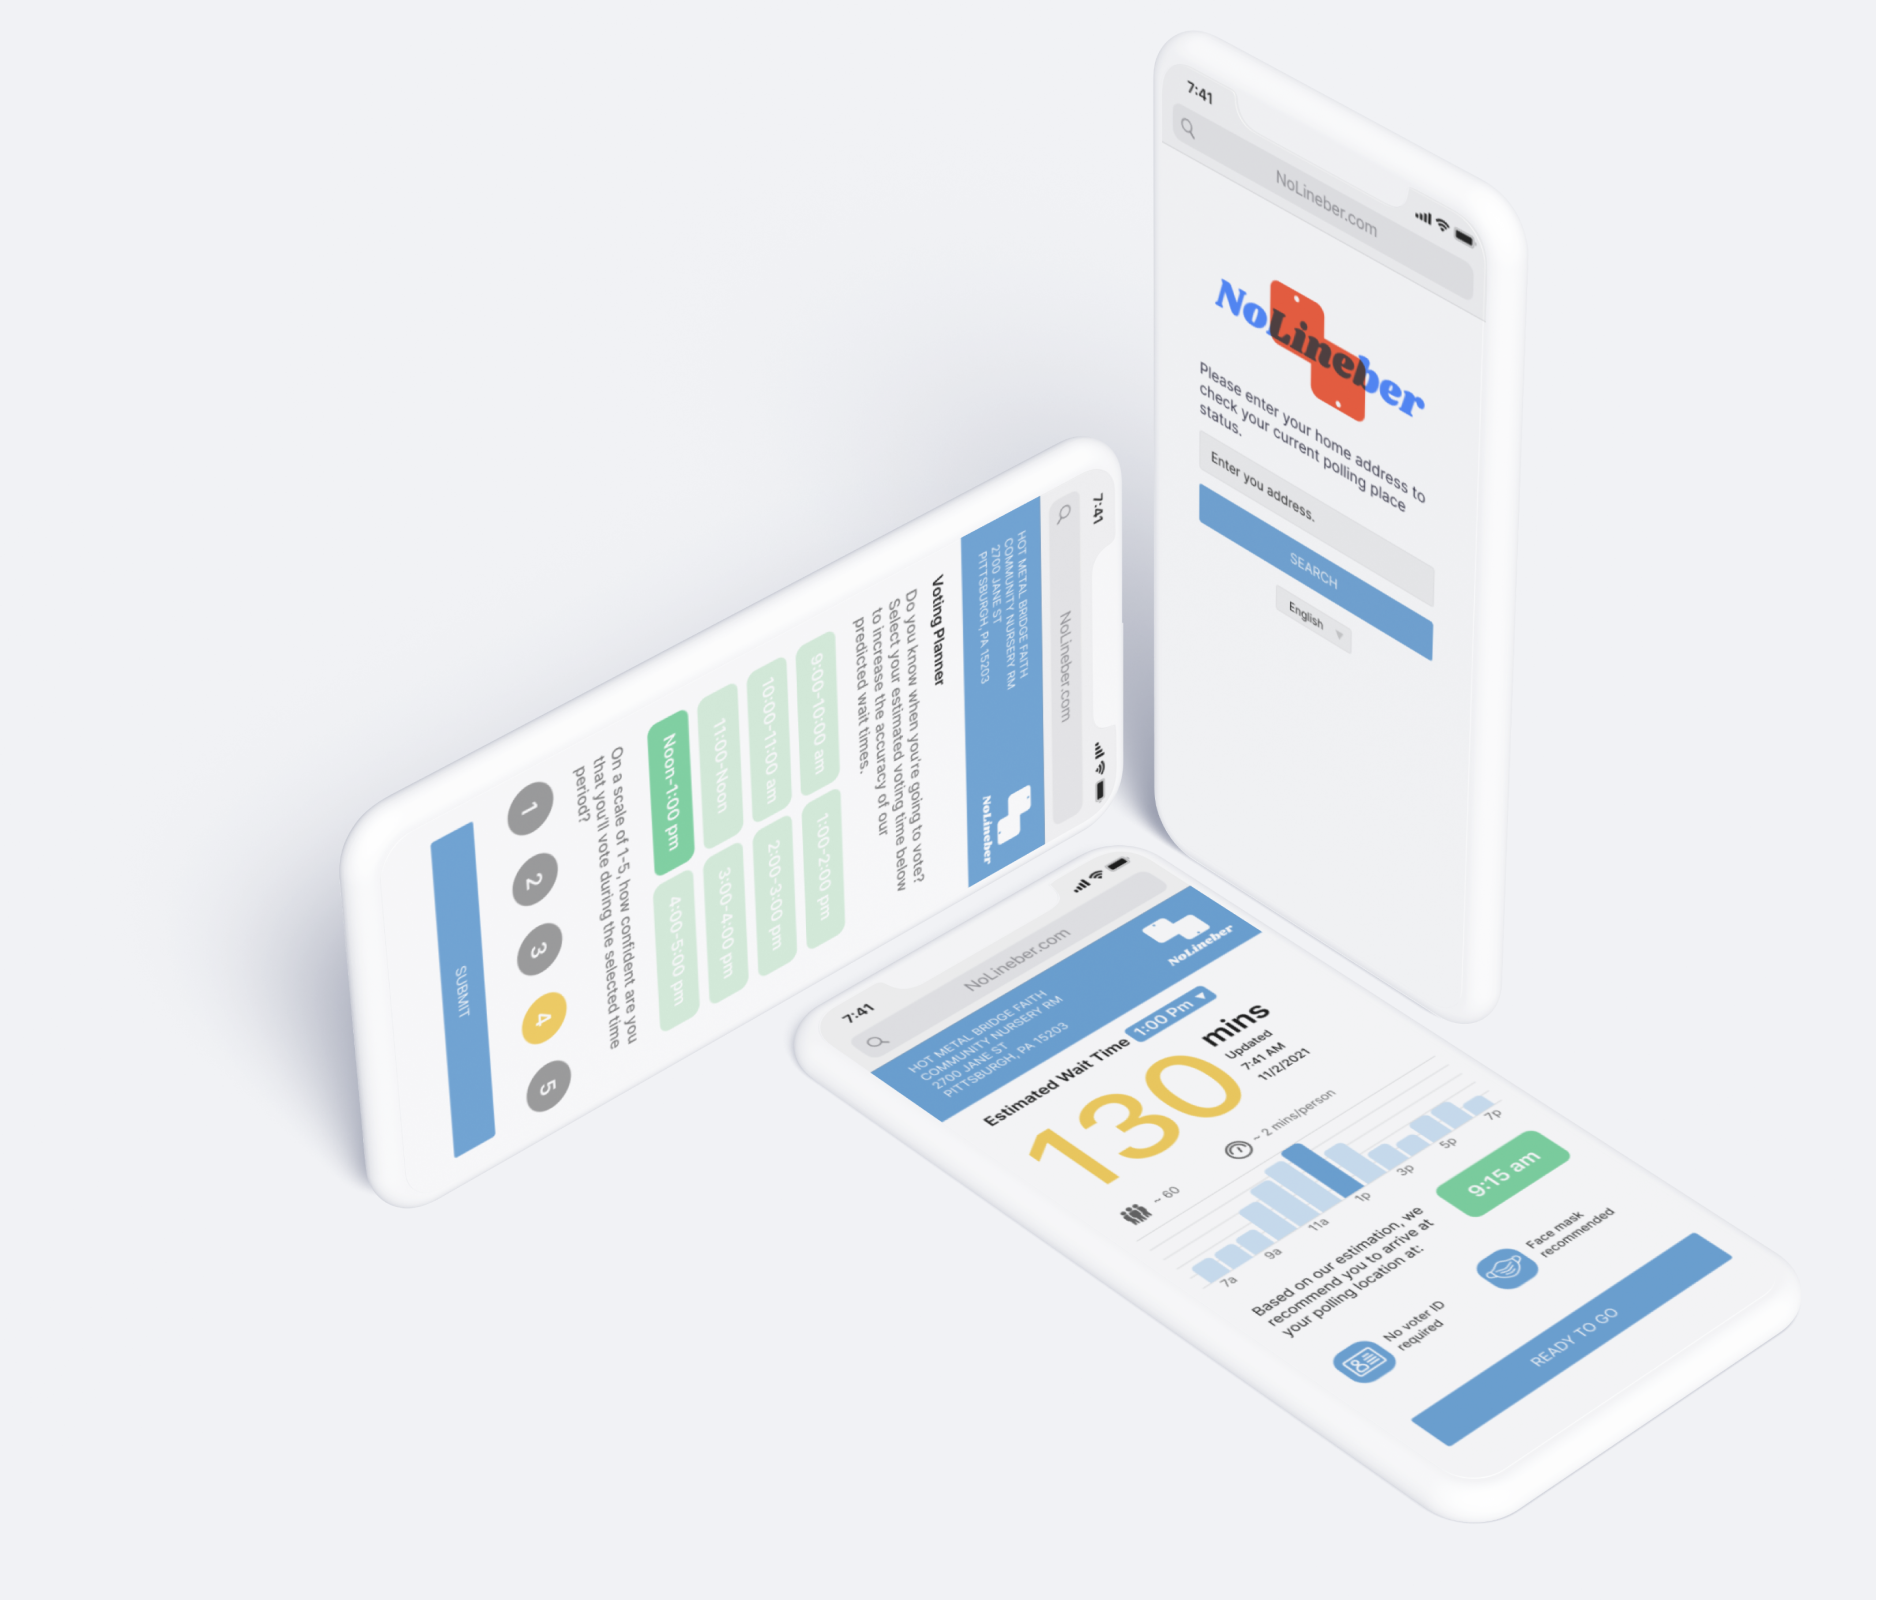 7:41
NoLineber.com
NoLineber
Please enter your home address to
check your current polling place
status.
Enter you address.
SEARCH
English
7:41
NoLineber.com
HOT METAL BRIDGE FAITH
COMMUNITY NURSERY RM
2700 JANE ST
PITTSBURGH, PA 15203
NoLineber
Voting Planner
Do you know when you're going to vote?
Select your estimated voting time below
to increase the accuracy of our
predicted wait times.
9:00-10:00 am
1:00-2:00 pm
10:00-11:00 am
2:00-3:00 pm
11:00-Noon
3:00-4:00 pm
Noon-1:00 pm
4:00-5:00 pm
On a scale of 1-5, how confident are you
that you'll vote during the selected time
period?
1 2 3 4 5
SUBMIT
7:41
NoLineber.com
HOT METAL BRIDGE FAITH
COMMUNITY NURSERY RM
2700 JANE ST
PITTSBURGH, PA 15203
NoLineber
Estimated Wait Time 1:00 Pm
130 mins
Updated
7:41 AM
11/2/2021
~ 60
~ 2 mins/person
7a 9a 11a 1p 3p 5p 7p
Based on our estimation, we
recommend you to arrive at
your polling location at:
9:15 am
No voter ID
required
Face mask
recommended
READY TO GO